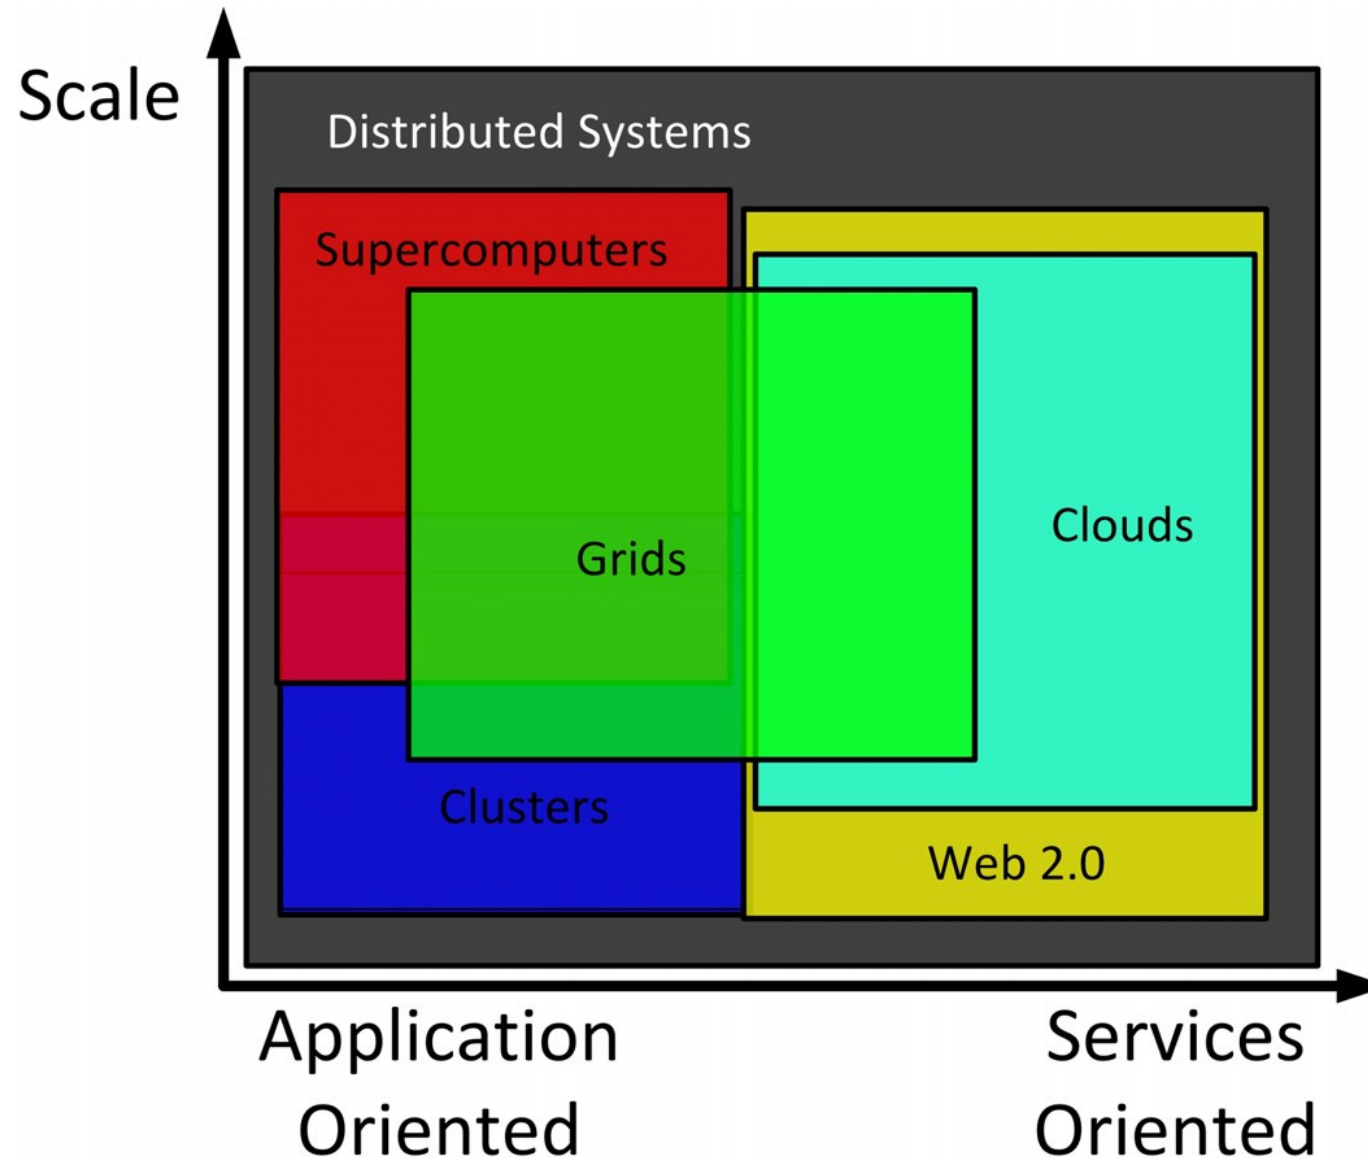 Scale
Distributed Systems
Supercomputers
Grids
Clouds
Clusters
Web 2.0
Application
Oriented
Services
Oriented